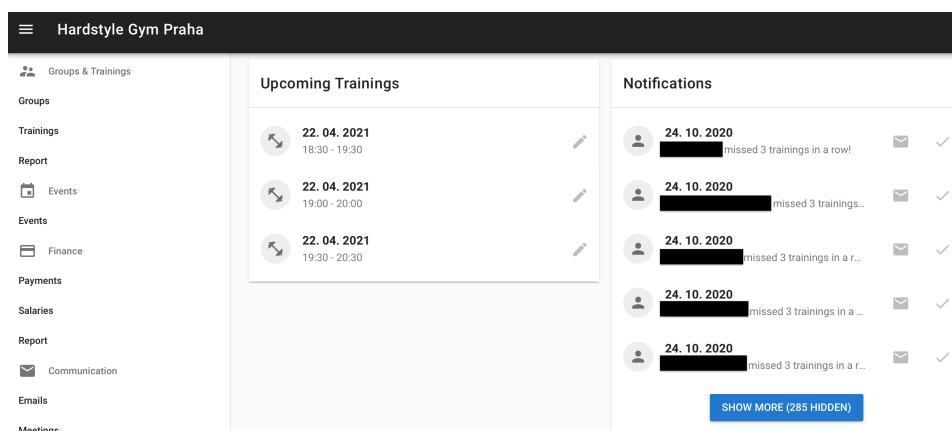 Hardstyle Gym Praha
Groups & Trainings
Groups
Trainings
Report
Events
Events
Finance
Payments
Salaries
Report
Communication
Emails
Meetings
Upcoming Trainings
22. 04. 2021
18:30 - 19:30
22. 04. 2021
19:00 - 20:00
22. 04. 2021
19:30 - 20:30
Notifications
24. 10. 2020
missed 3 trainings in a row!
24. 10. 2020
missed 3 trainings...
24. 10. 2020
missed 3 trainings in a r...
24. 10. 2020
missed 3 trainings in a ...
24. 10. 2020
missed 3 trainings in a r...
SHOW MORE (285 HIDDEN)